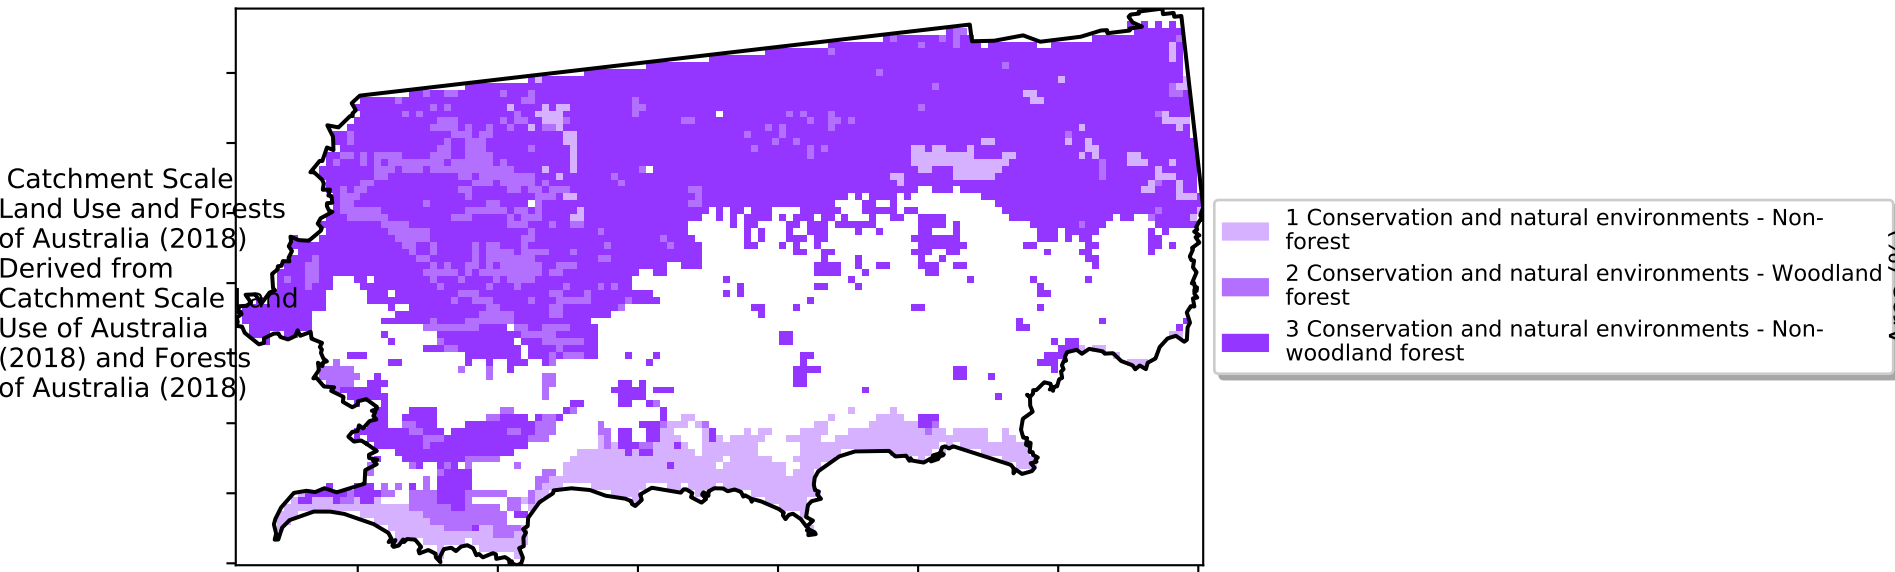 Catchment Scale
Land Use and Forests
of Australia (2018)
Derived from
Catchment Scale Land
Use of Australia
(2018) and Forests
of Australia (2018)
1 Conservation and natural environments - Non-
forest
2 Conservation and natural environments - Woodland
forest
3 Conservation and natural environments - Non-
woodland forest